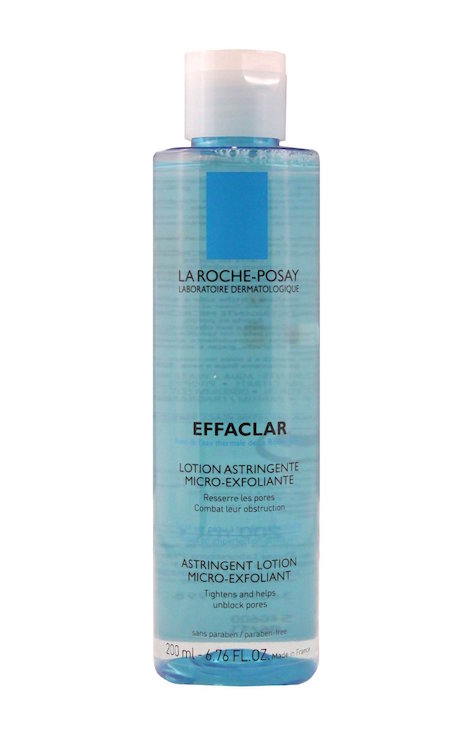 LA ROCHE-POSAY
LABORATOIRE DERMATOLOGIQUE
EFFACLAR
LOTION ASTRINGENTE
MICRO-EXFOLIANTE
Resserre les pores
Combat leur obstruction
ASTRINGENT LOTION
MICRO-EXFOLIANT
Tightens and helps
unblock pores
sans paraben / paraben-free
200 ml - 6.76 FL.OZ. Made in France